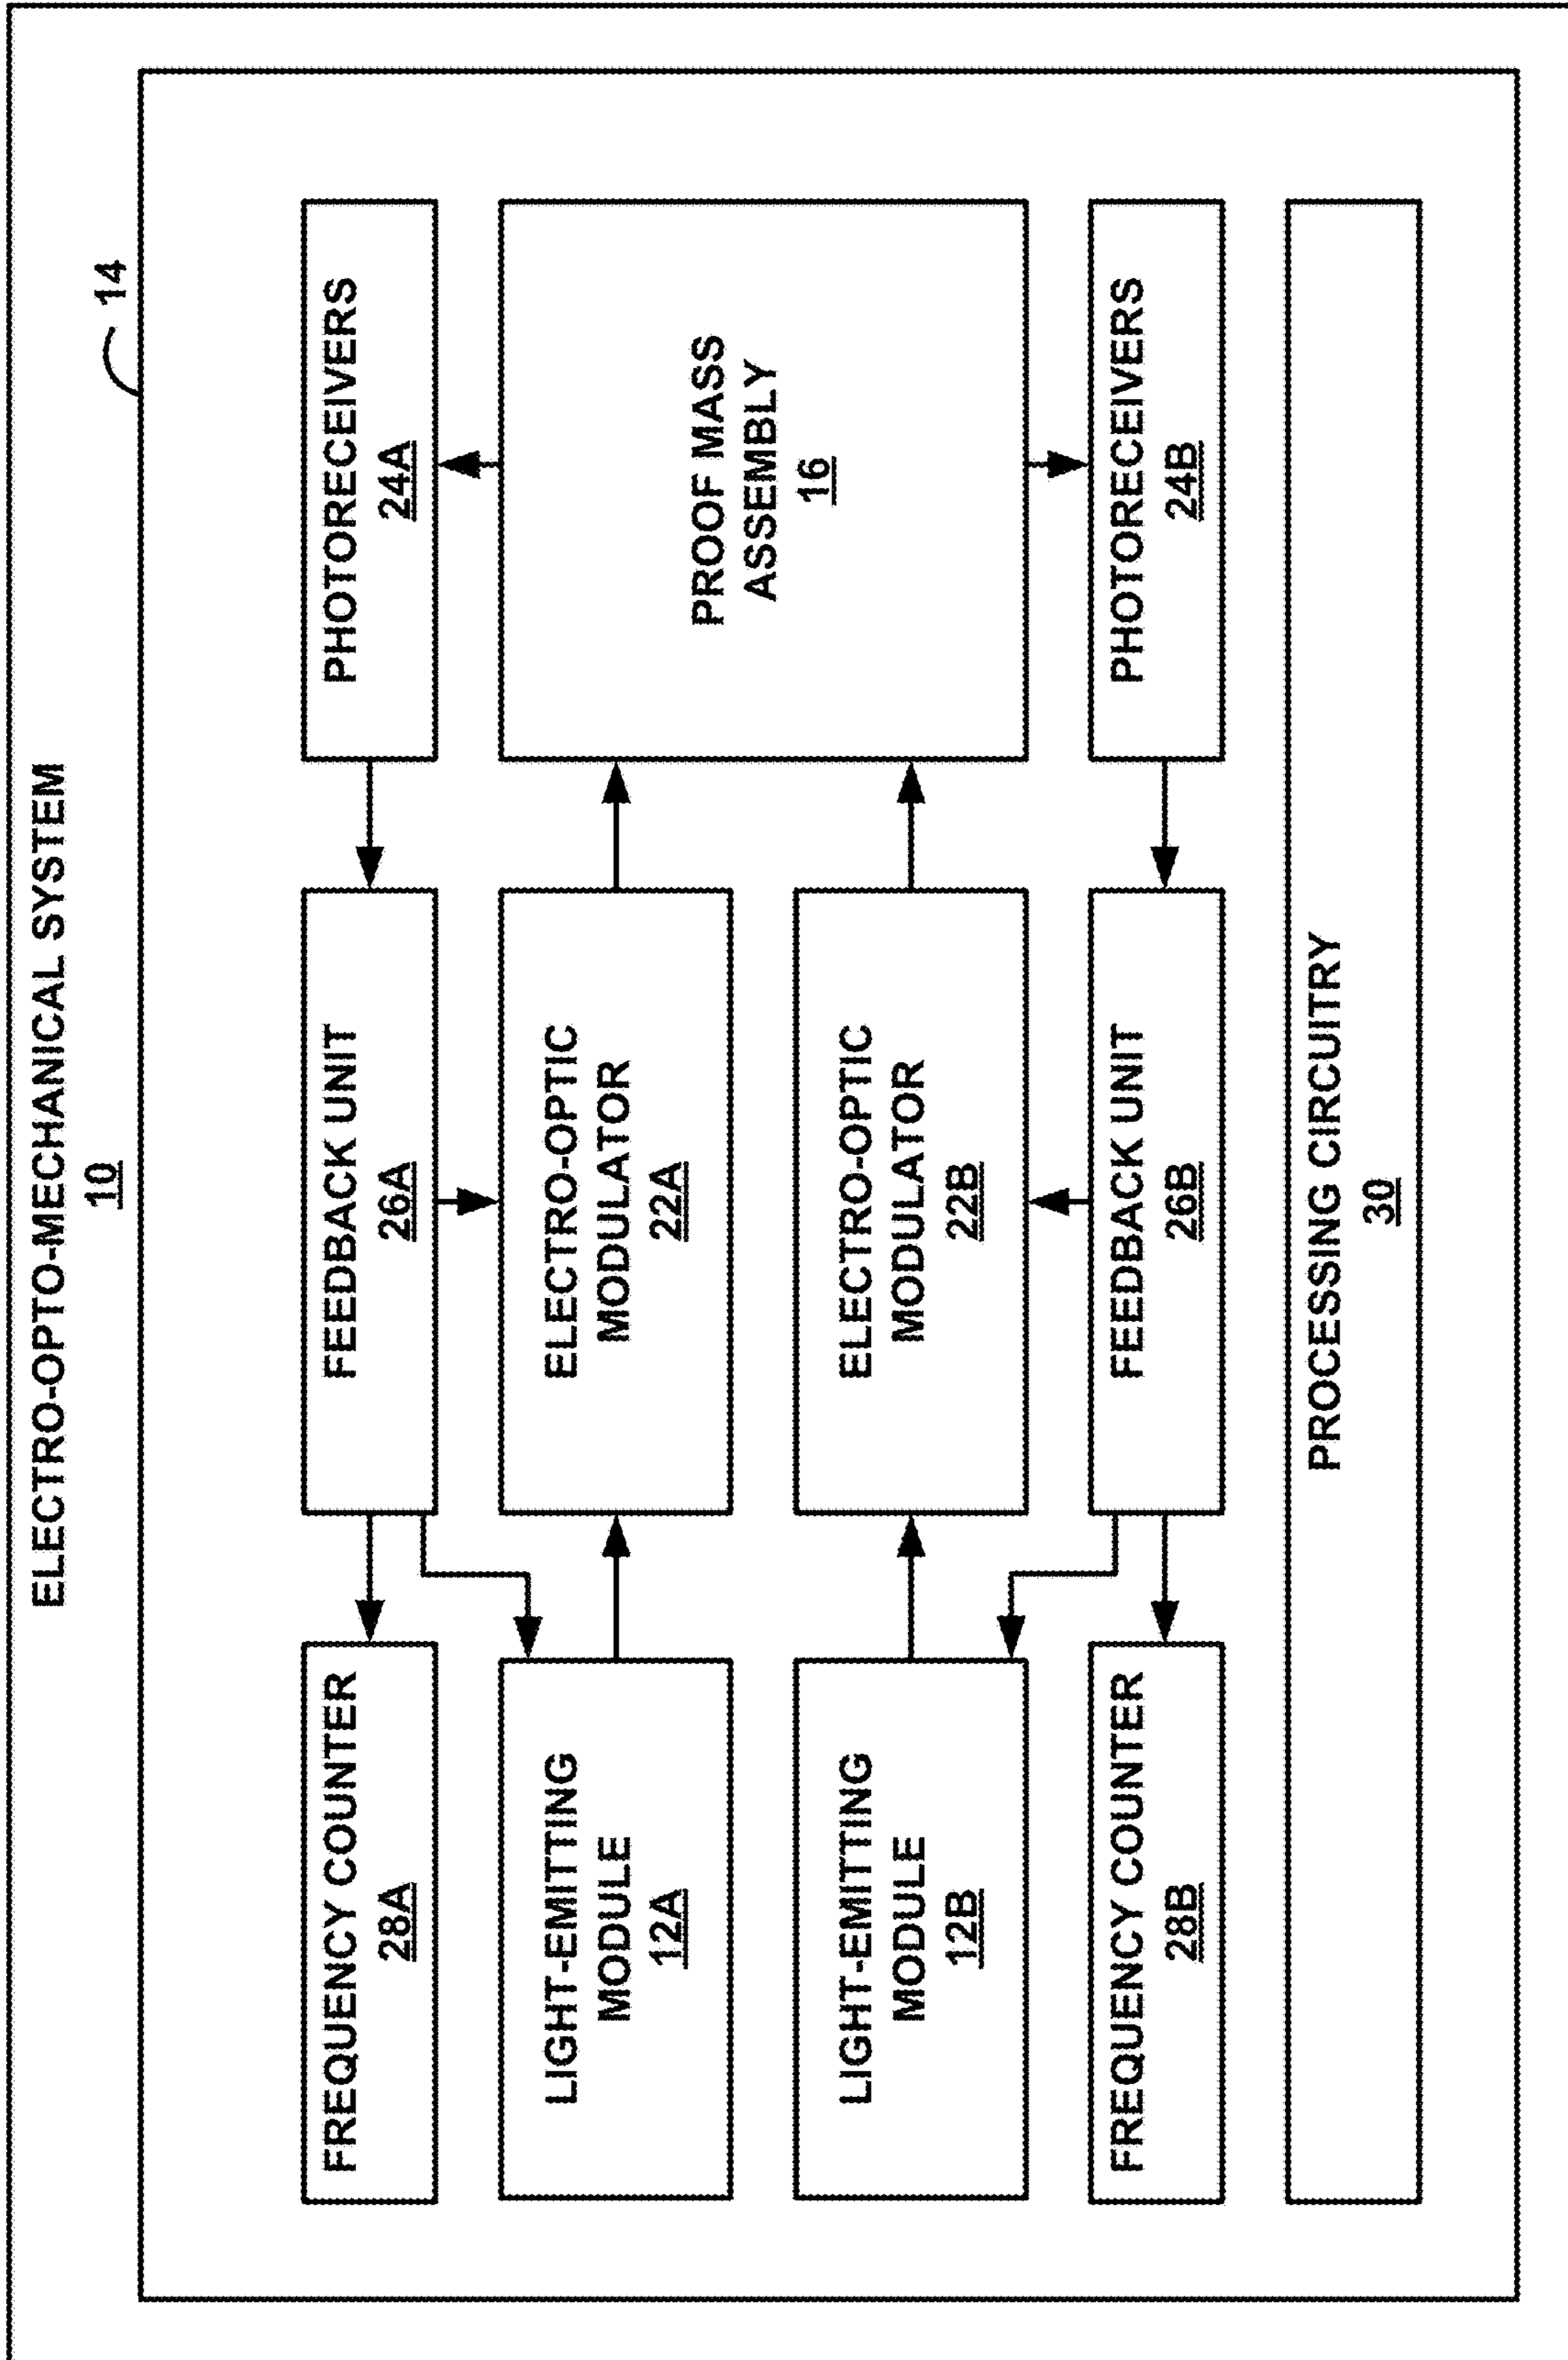 ELECTRO-OPTO-MECHANICAL SYSTEM
10
14
FREQUENCY COUNTER
28A
FEEDBACK UNIT
26A
PHOTORECEIVERS
24A
LIGHT-EMITTING
MODULE
12A
ELECTRO-OPTIC
MODULATOR
22A
PROOF MASS
ASSEMBLY
16
LIGHT-EMITTING
MODULE
12B
ELECTRO-OPTIC
MODULATOR
22B
FREQUENCY COUNTER
28B
FEEDBACK UNIT
26B
PHOTORECEIVERS
24B
PROCESSING CIRCUITRY
30